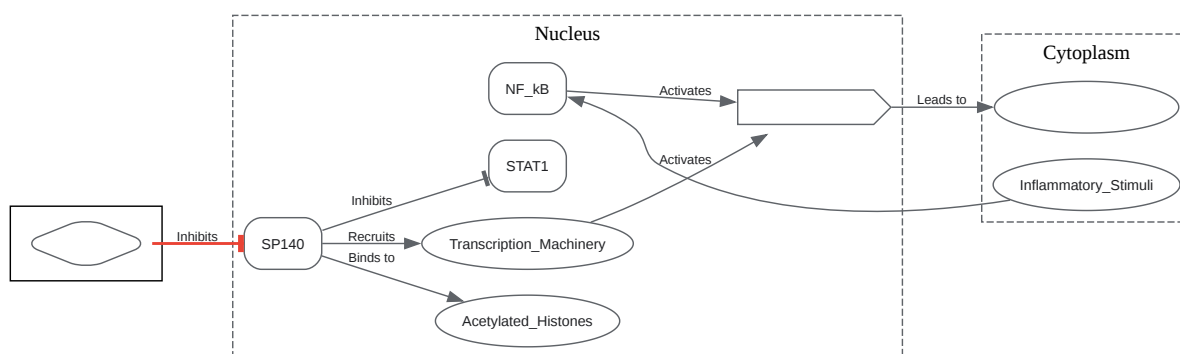 Nucleus
Cytoplasm
NF_kB
Activates
Leads to
STAT1
Activates
Inflammatory_Stimuli
Inhibits
Inhibits
SP140
Recruits
Transcription_Machinery
Binds to
Acetylated_Histones